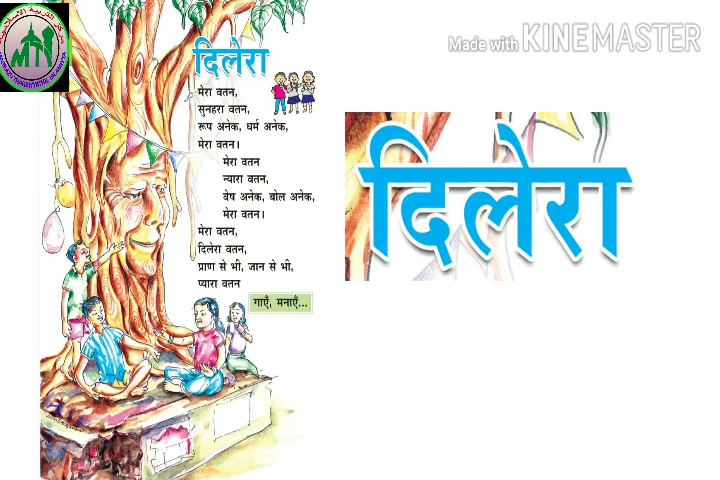 दिलेरा
मेरा वतन,
सुनहरा वतन,
रूप अनेक, धर्म अनेक,
मेरा वतन।
मेरा वतन
न्यारा वतन,
वेष अनेक, बोल अनेक,
मेरा वतन।
मेरा वतन,
दिलेरा वतन,
प्राण से भी, जान से भी,
प्यारा वतन
गाएँ, मनाएँ...
Made with KINEMASTER
दिलेरा